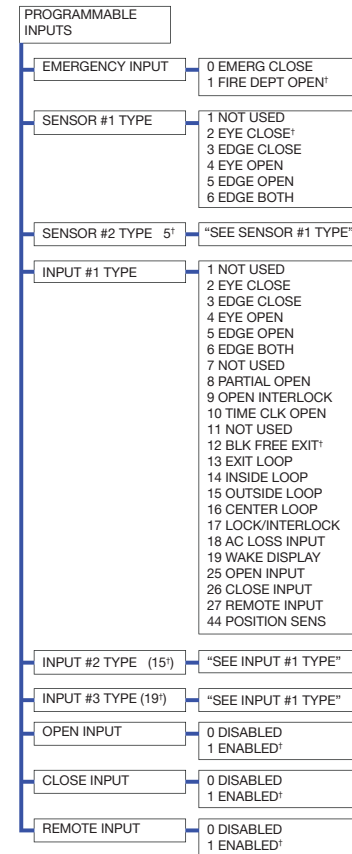 PROGRAMMABLE
INPUTS
EMERGENCY INPUT
0 EMERG CLOSE
1 FIRE DEPT OPEN†
SENSOR #1 TYPE
1 NOT USED
2 EYE CLOSE†
3 EDGE CLOSE
4 EYE OPEN
5 EDGE OPEN
6 EDGE BOTH
SENSOR #2 TYPE 5†
“SEE SENSOR #1 TYPE”
INPUT #1 TYPE
1 NOT USED
2 EYE CLOSE
3 EDGE CLOSE
4 EYE OPEN
5 EDGE OPEN
6 EDGE BOTH
7 NOT USED
8 PARTIAL OPEN
9 OPEN INTERLOCK
10 TIME CLK OPEN
11 NOT USED
12 BLK FREE EXIT†
13 EXIT LOOP
14 INSIDE LOOP
15 OUTSIDE LOOP
16 CENTER LOOP
17 LOCK/INTERLOCK
18 AC LOSS INPUT
19 WAKE DISPLAY
25 OPEN INPUT
26 CLOSE INPUT
27 REMOTE INPUT
44 POSITION SENS
INPUT #2 TYPE (15†)
“SEE INPUT #1 TYPE”
INPUT #3 TYPE (19†)
“SEE INPUT #1 TYPE”
OPEN INPUT
0 DISABLED
1 ENABLED†
CLOSE INPUT
0 DISABLED
1 ENABLED†
REMOTE INPUT
0 DISABLED
1 ENABLED†